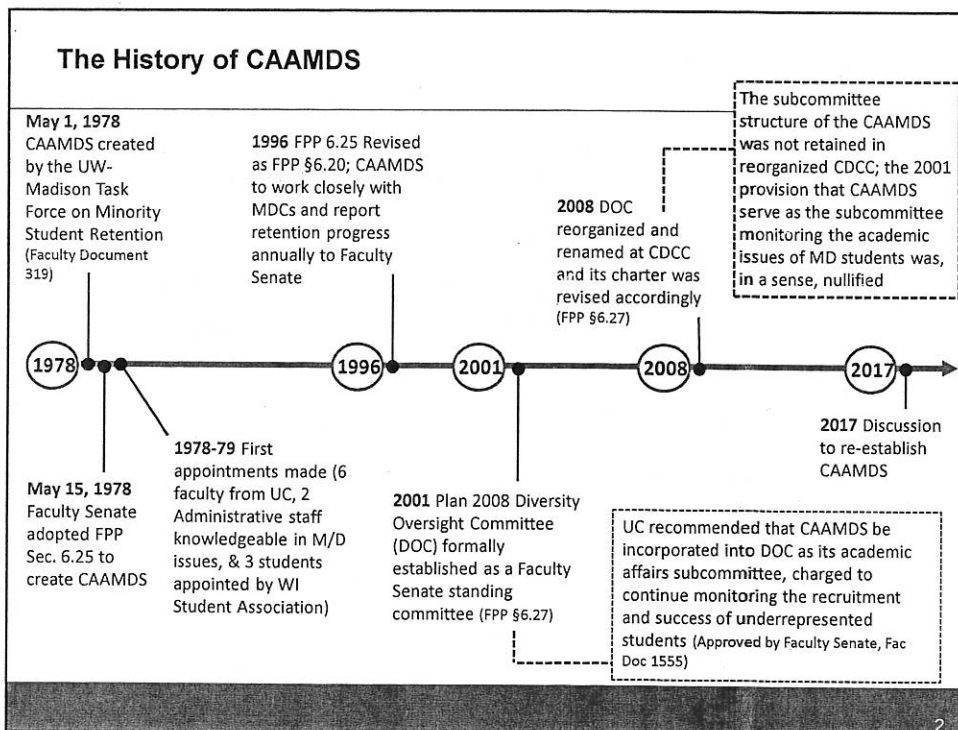 The History of CAAMDS
May 1, 1978
CAAMDS created
by the UW-
Madison Task
Force on Minority
Student Retention
(Faculty Document
319)
1996 FPP 6.25 Revised
as FPP §6.20; CAAMDS
to work closely with
MDCs and report
retention progress
annually to Faculty
Senate
2008 DOC
reorganized and
renamed at CDCC
and its charter was
revised accordingly
(FPP §6.27)
The subcommittee
structure of the CAAMDS
was not retained in
reorganized CDCC; the 2001
provision that CAAMDS
serve as the subcommittee
monitoring the academic
issues of MD students was,
in a sense, nullified
1978
1996
2001
2008
2017
May 15, 1978
Faculty Senate
adopted FPP
Sec. 6.25 to
create CAAMDS
1978-79 First
appointments made (6
faculty from UC, 2
Administrative staff
knowledgeable in M/D
issues, & 3 students
appointed by WI
Student Association)
2001 Plan 2008 Diversity
Oversight Committee
(DOC) formally
established as a Faculty
Senate standing
committee (FPP §6.27)
2017 Discussion
to re-establish
CAAMDS
UC recommended that CAAMDS be
incorporated into DOC as its academic
affairs subcommittee, charged to
continue monitoring the recruitment
and success of underrepresented
students (Approved by Faculty Senate, Fac
Doc 1555)
2